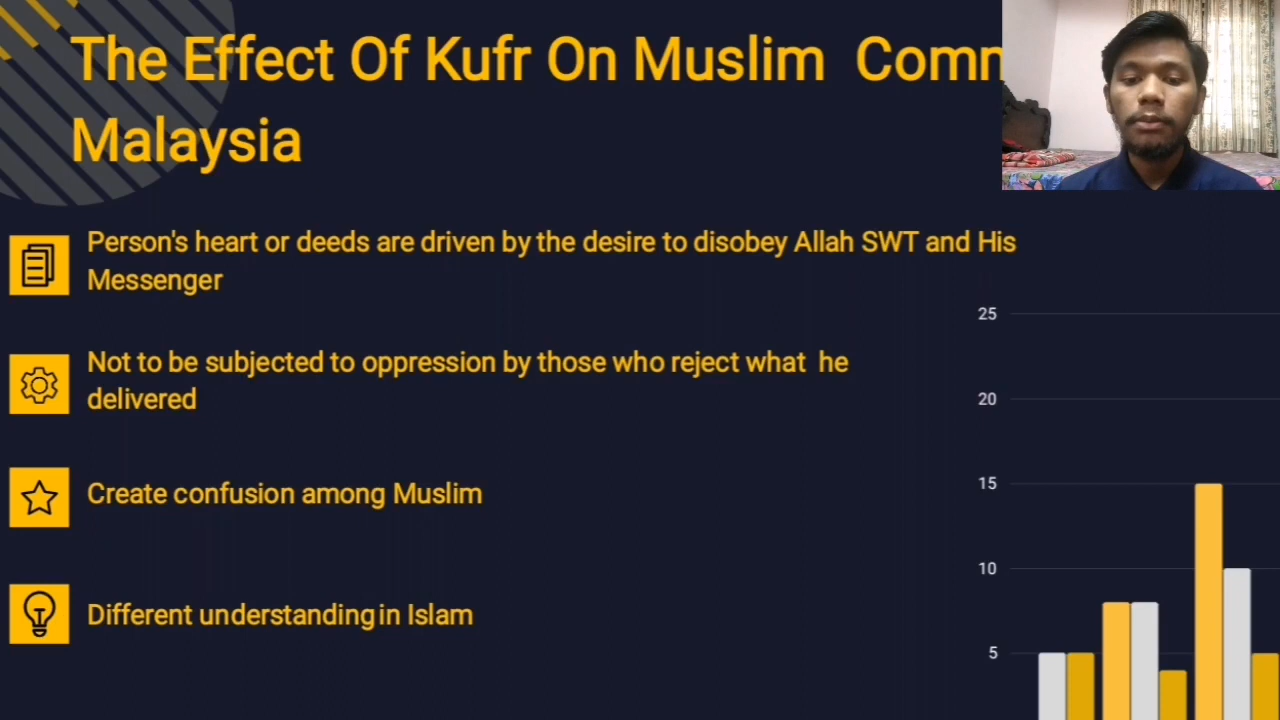 The Effect Of Kufr On Muslim Comm
Malaysia
Person's heart or deeds are driven by the desire to disobey Allah SWT and His
Messenger
Not to be subjected to oppression by those who reject what he
delivered
Create confusion among Muslim
Different understanding in Islam
25
20
15
10
5